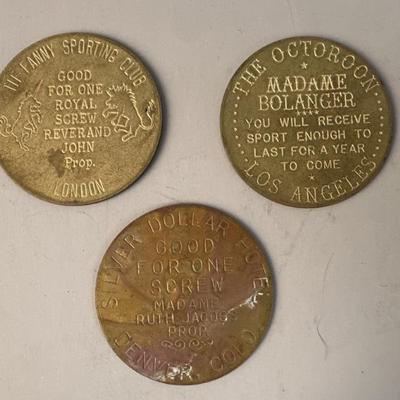 YE FANNY SPORTING CLUB
GOOD
FOR ONE
ROYAL
SCREW
REVERAND
JOHN
Prop.
LONDON
THE OCTOROON
MADAME
BOLANGER
YOU WILL RECEIVE
SPORT ENOUGH TO
LAST FOR A YEAR
TO COME
LOS ANGELES
SILVER DOLLAR HOTEL
GOOD
FOR ONE
SCREW
MADAME
RUTH JACOBS
PROP.
DENVER, COLO.